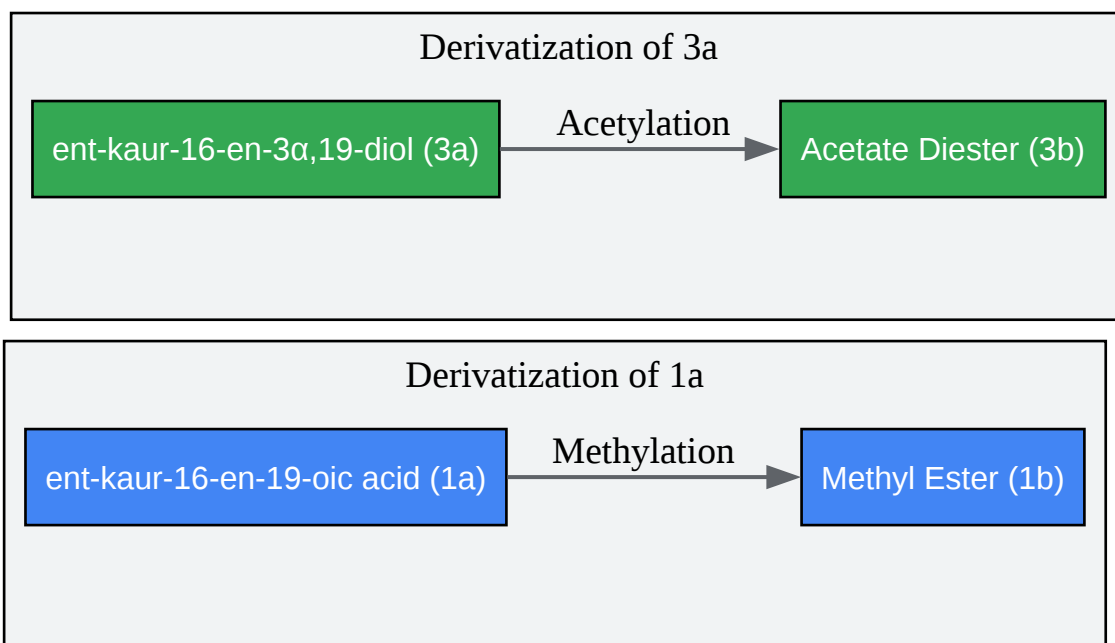 Derivatization of 3a
ent-kaur-16-en-3α,19-diol (3a)
Acetylation
Acetate Diester (3b)
Derivatization of 1a
ent-kaur-16-en-19-oic acid (1a)
Methylation
Methyl Ester (1b)